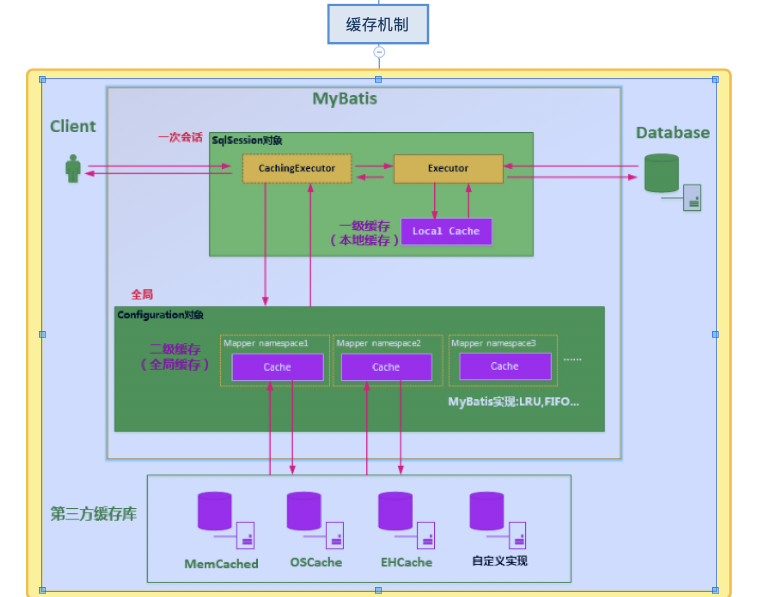 缓存机制
MyBatis
Client
Database
一次会话
SqlSession对象
CachingExecutor
Executor
一级缓存
（本地缓存）
Local Cache
全局
Configuration对象
二级缓存
（全局缓存）
Mapper namespace1
Mapper namespace2
Mapper namespace3
Cache
Cache
Cache
......
MyBatis实现:LRU,FIFO...
第三方缓存库
MemCached
OSCache
EHCache
自定义实现